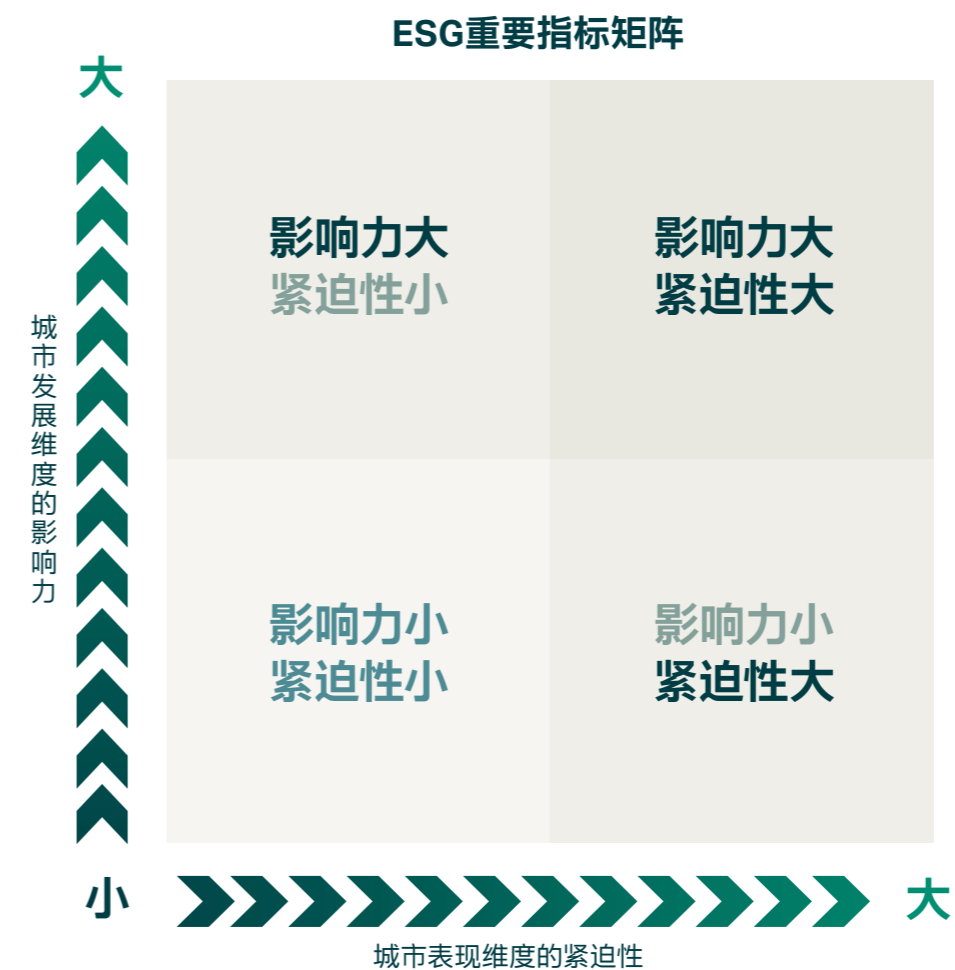 ESG重要指标矩阵
大
影响力大
紧迫性小
影响力大
紧迫性大
城市发展维度的影响力
影响力小
紧迫性小
影响力小
紧迫性大
小
大
城市表现维度的紧迫性